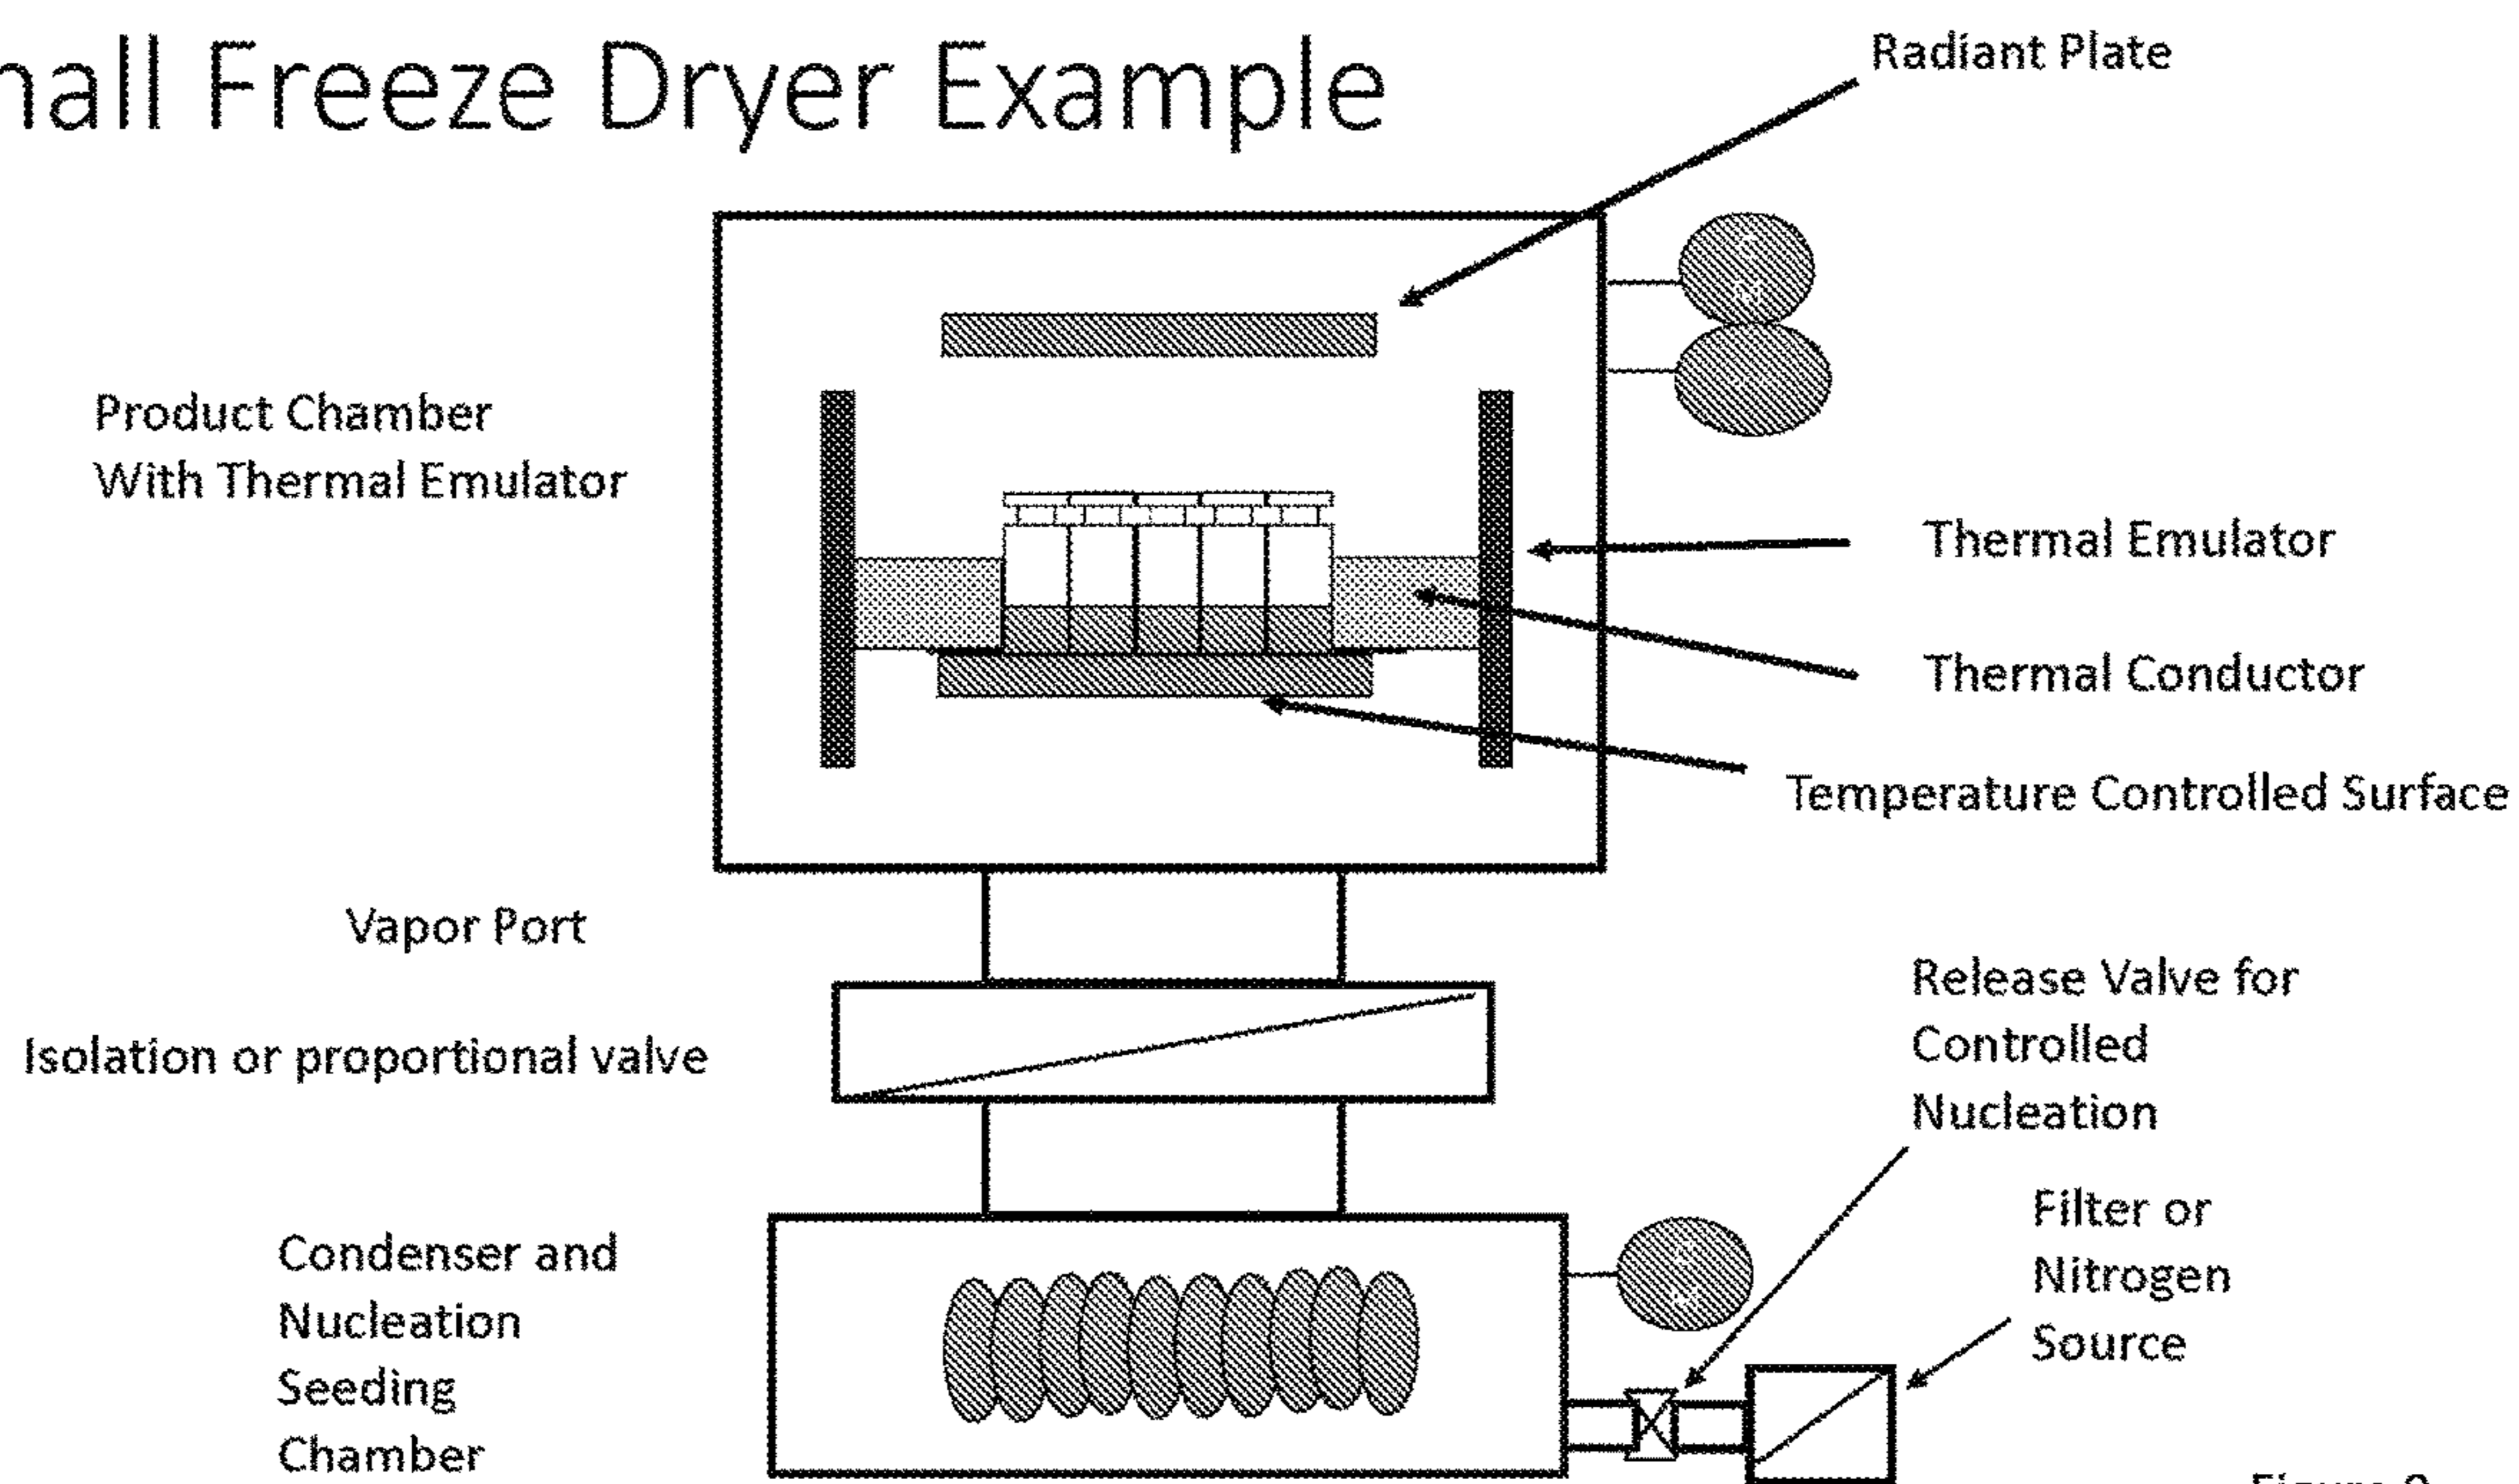 Freeze Dryer Example
Radiant Plate
Product Chamber
With Thermal Emulator
Thermal Emulator
Thermal Conductor
Temperature Controlled Surface
Vapor Port
Isolation or proportional valve
Release Valve for
Controlled
Nucleation
Filter or
Nitrogen
Source
Condenser and
Nucleation
Seeding
Chamber